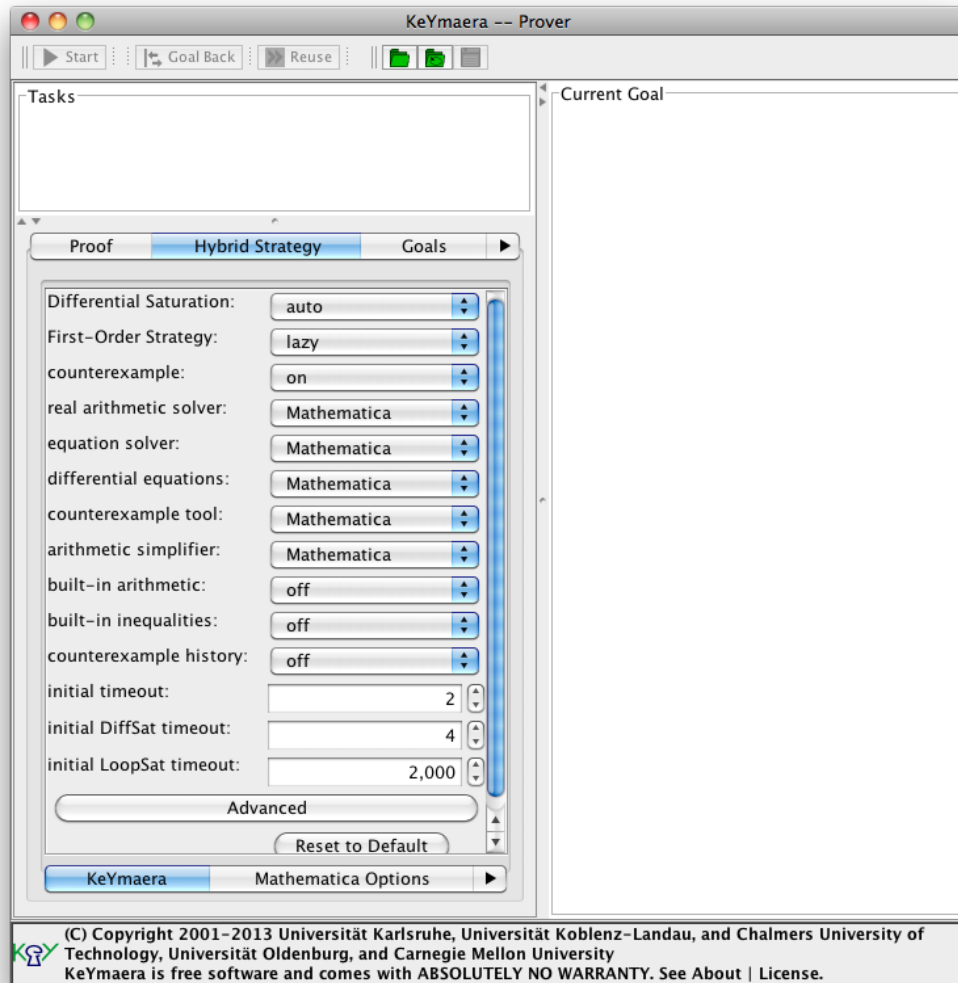 KeYmaera -- Prover
Start
Goal Back
Reuse
Tasks
Current Goal
Proof
Hybrid Strategy
Goals
Differential Saturation:
auto
First-Order Strategy:
lazy
counterexample:
on
real arithmetic solver:
Mathematica
equation solver:
Mathematica
differential equations:
Mathematica
counterexample tool:
Mathematica
arithmetic simplifier:
Mathematica
built-in arithmetic:
off
built-in inequalities:
off
counterexample history:
off
initial timeout:
2
initial DiffSat timeout:
4
initial LoopSat timeout:
2,000
Advanced
Reset to Default
KeYmaera
Mathematica Options
KeY
(C) Copyright 2001-2013 Universität Karlsruhe, Universität Koblenz-Landau, and Chalmers University of
Technology, Universität Oldenburg, and Carnegie Mellon University
KeYmaera is free software and comes with ABSOLUTELY NO WARRANTY. See About | License.